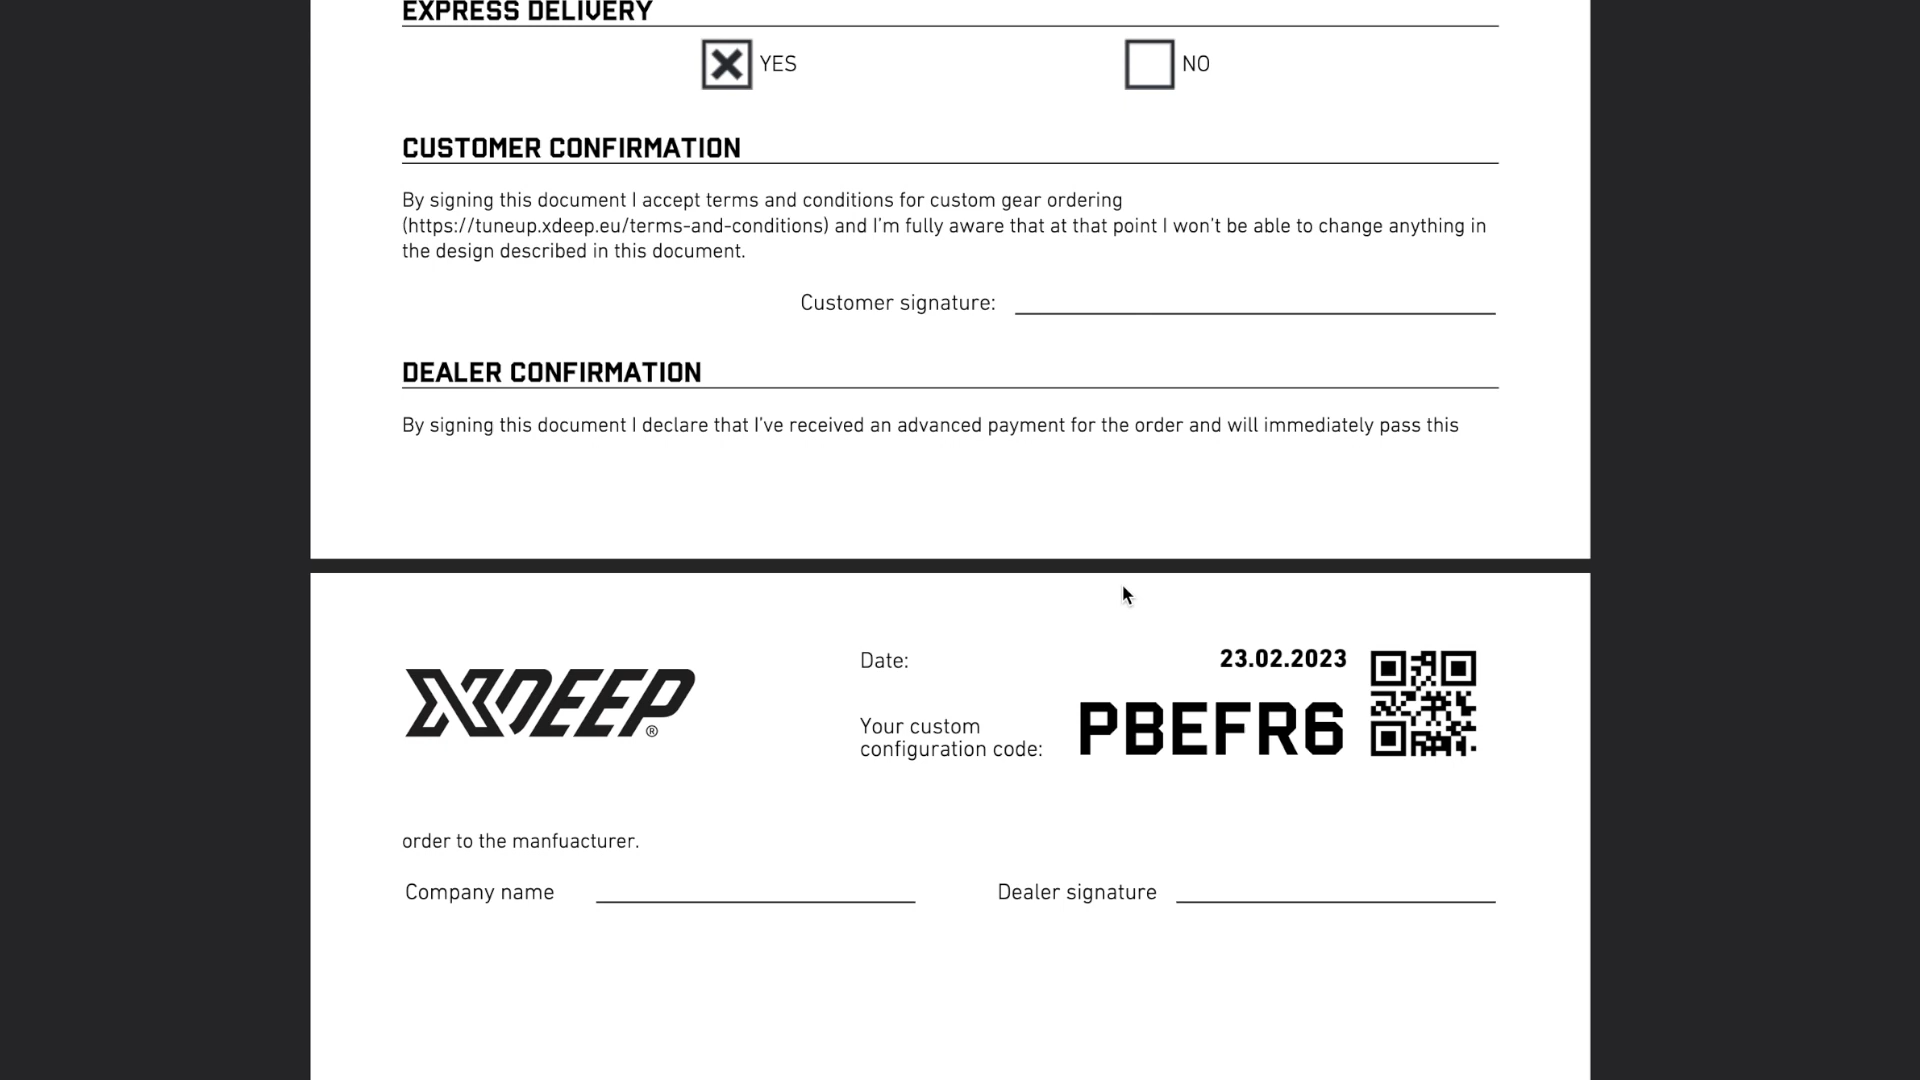 EXPRESS DELIVERY
YES
NO
CUSTOMER CONFIRMATION
By signing this document I accept terms and conditions for custom gear ordering
(https://tuneup.xdeep.eu/terms-and-conditions) and I'm fully aware that at that point I won't be able to change anything in
the design described in this document.
Customer signature:
DEALER CONFIRMATION
By signing this document I declare that I've received an advanced payment for the order and will immediately pass this
XDEEP®
Date:
23.02.2023
Your custom
configuration code:
PBEFR6
order to the manfuacturer.
Company name
Dealer signature